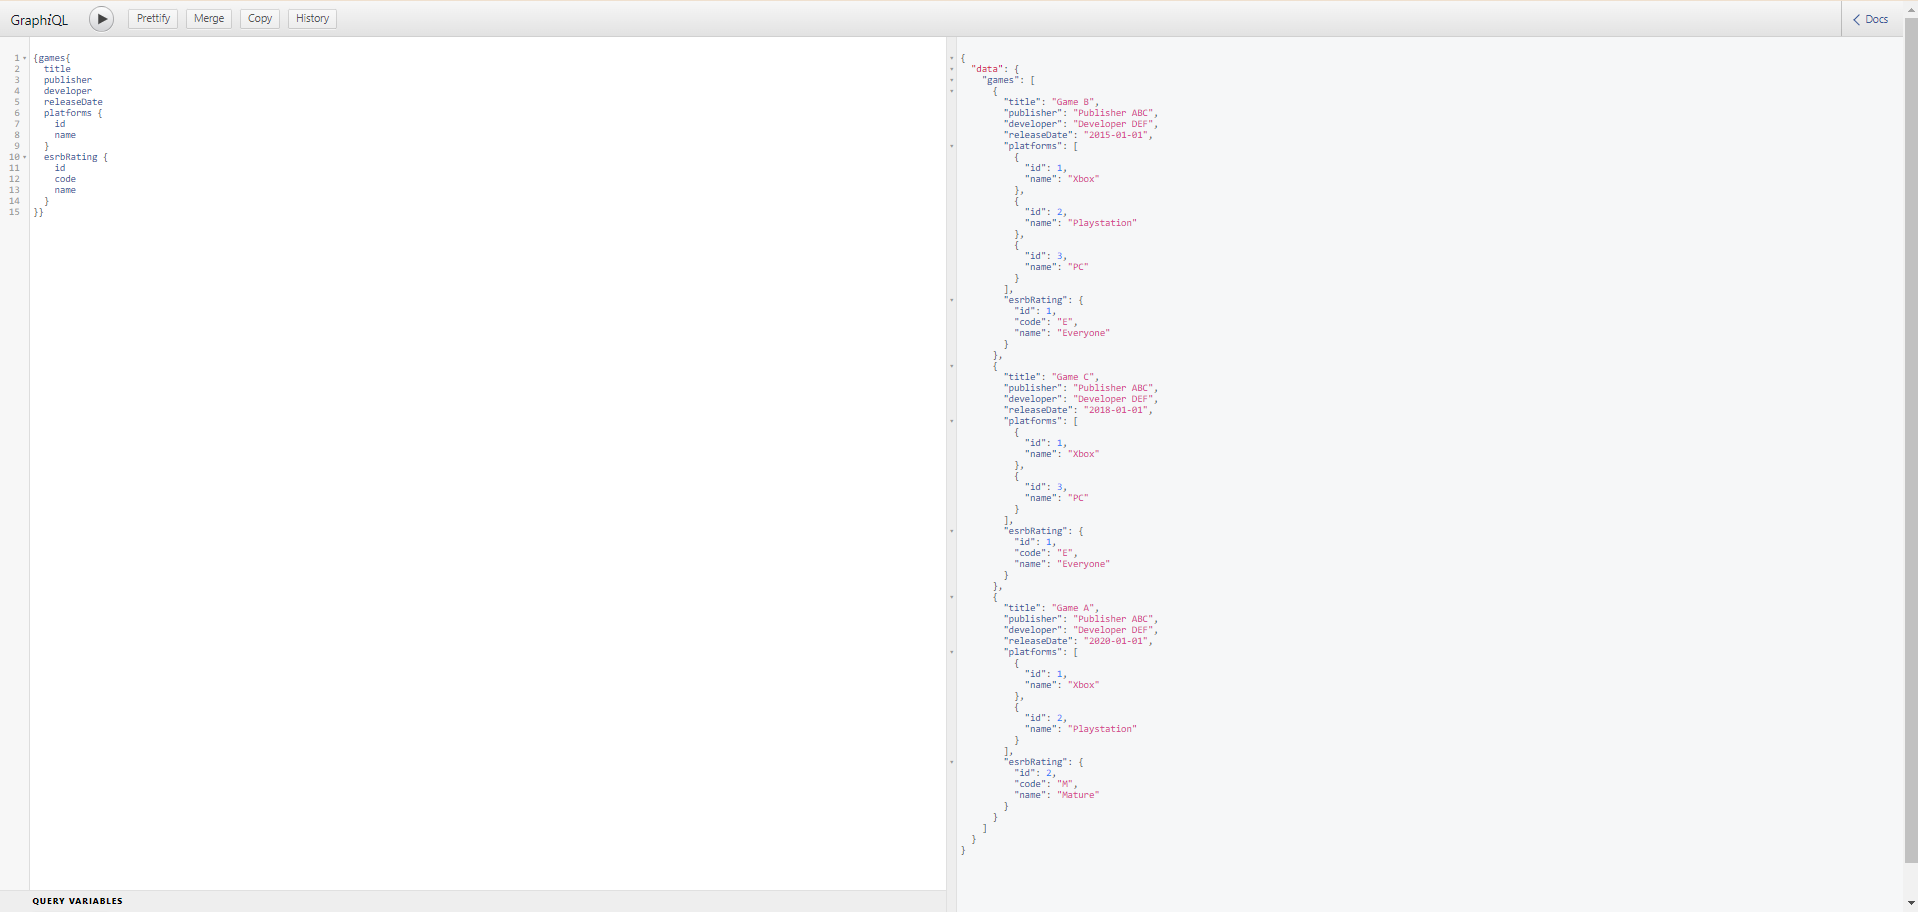 GraphiQL Prettify Merge Copy History Docs
1 {games{
2 title
3 publisher
4 developer
5 releaseDate
6 platforms {
7 id
8 name
9 }
10 esrbRating {
11 id
12 code
13 name
14 }
15 }}
QUERY VARIABLES
{
"data": {
"games": [
{
"title": "Game B",
"publisher": "Publisher ABC",
"developer": "Developer DEF",
"releaseDate": "2015-01-01",
"platforms": [
{
"id": 1,
"name": "Xbox"
},
{
"id": 2,
"name": "Playstation"
},
{
"id": 3,
"name": "PC"
}
],
"esrbRating": {
"id": 1,
"code": "E",
"name": "Everyone"
}
},
{
"title": "Game C",
"publisher": "Publisher ABC",
"developer": "Developer DEF",
"releaseDate": "2018-01-01",
"platforms": [
{
"id": 1,
"name": "Xbox"
},
{
"id": 3,
"name": "PC"
}
],
"esrbRating": {
"id": 1,
"code": "E",
"name": "Everyone"
}
},
{
"title": "Game A",
"publisher": "Publisher ABC",
"developer": "Developer DEF",
"releaseDate": "2020-01-01",
"platforms": [
{
"id": 1,
"name": "Xbox"
},
{
"id": 2,
"name": "Playstation"
}
],
"esrbRating": {
"id": 2,
"code": "M",
"name": "Mature"
}
}
]
}
}